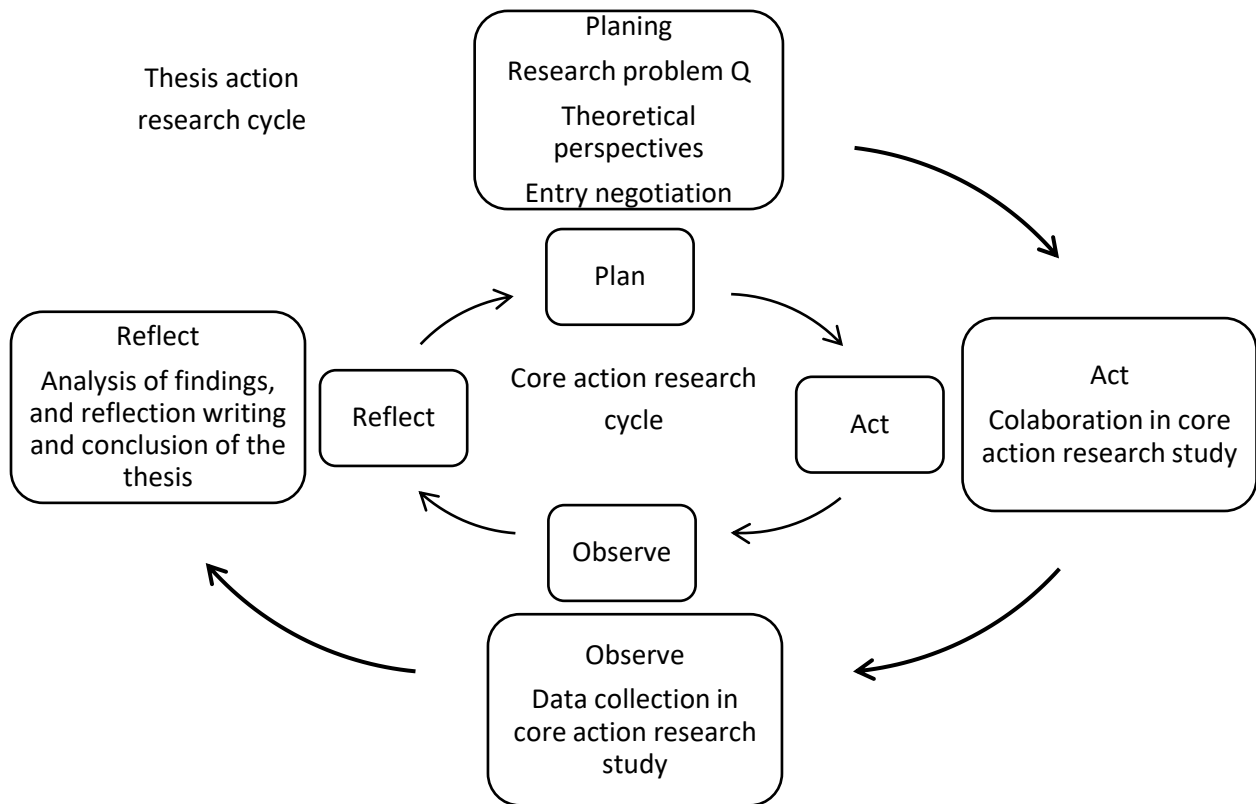 Planing
Research problem Q
Theoretical
perspectives
Entry negotiation
Thesis action
research cycle
Plan
Reflect
Analysis of findings,
and reflection writing
and conclusion of the
thesis
Reflect
Core action research
cycle
Act
Act
Colaboration in core
action research study
Observe
Observe
Data collection in
core action research
study